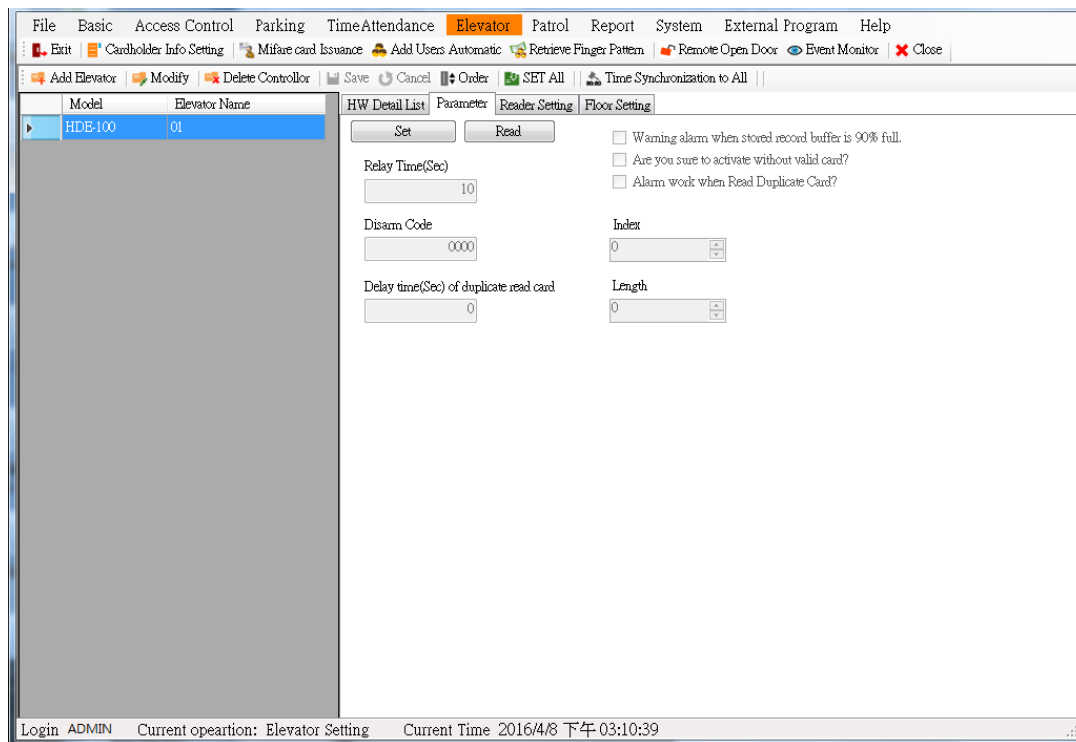 File Basic Access Control Parking TimeAttendance Elevator Patrol Report System External Program Help
Exit Cardholder Info Setting Mifare card Issuance Add Users Automatic Retrieve Finger Pattern Remote Open Door Event Monitor Close
Add Elevator Modify Delete Controllor Save Cancel Order SET All Time Synchronization to All
Model Elevator Name
HDE-100 01
HW Detail List Parameter Reader Setting Floor Setting
Set Read
Warning alarm when stored record buffer is 90% full.
Are you sure to activate without valid card?
Alarm work when Read Duplicate Card?
Relay Time(Sec)
10
Disarm Code
0000
Index
0
Delay time(Sec) of duplicate read card
0
Length
0
Login ADMIN Current opeartion: Elevator Setting Current Time 2016/4/8 下午 03:10:39